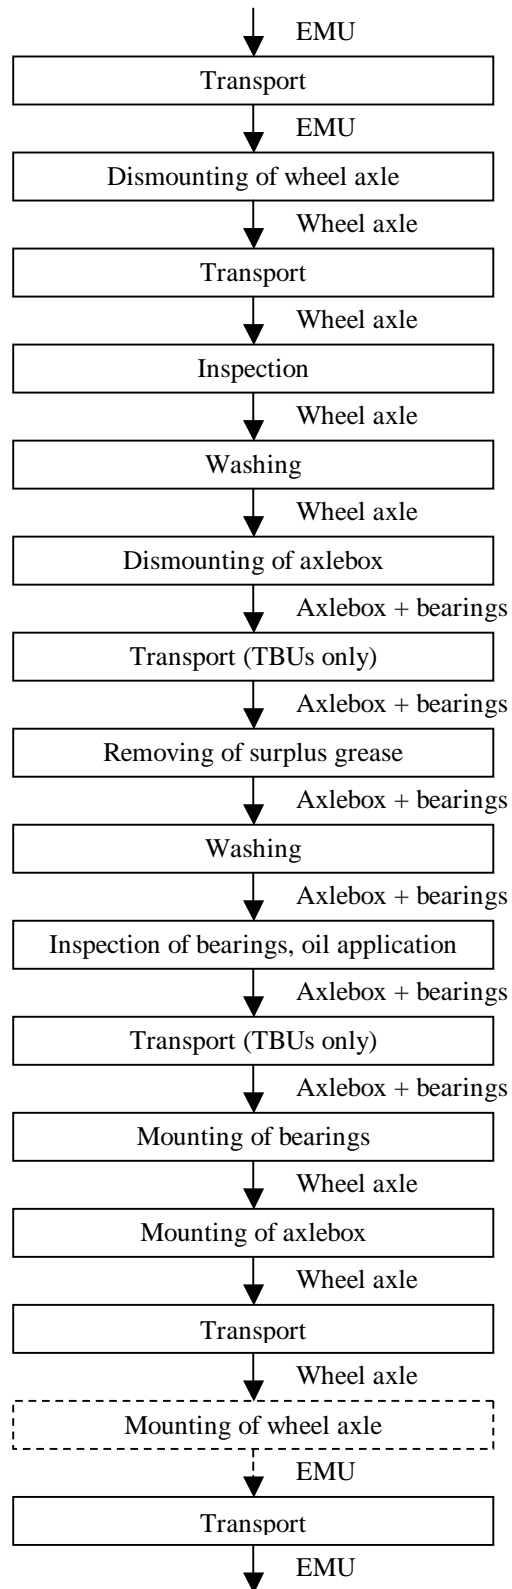 EMU
Transport
EMU
Dismounting of wheel axle
Wheel axle
Transport
Wheel axle
Inspection
Wheel axle
Washing
Wheel axle
Dismounting of axlebox
Axlebox + bearings
Transport (TBUs only)
Axlebox + bearings
Removing of surplus grease
Axlebox + bearings
Washing
Axlebox + bearings
Inspection of bearings, oil application
Axlebox + bearings
Transport (TBUs only)
Axlebox + bearings
Mounting of bearings
Wheel axle
Mounting of axlebox
Wheel axle
Transport
Wheel axle
Mounting of wheel axle
EMU
Transport
EMU